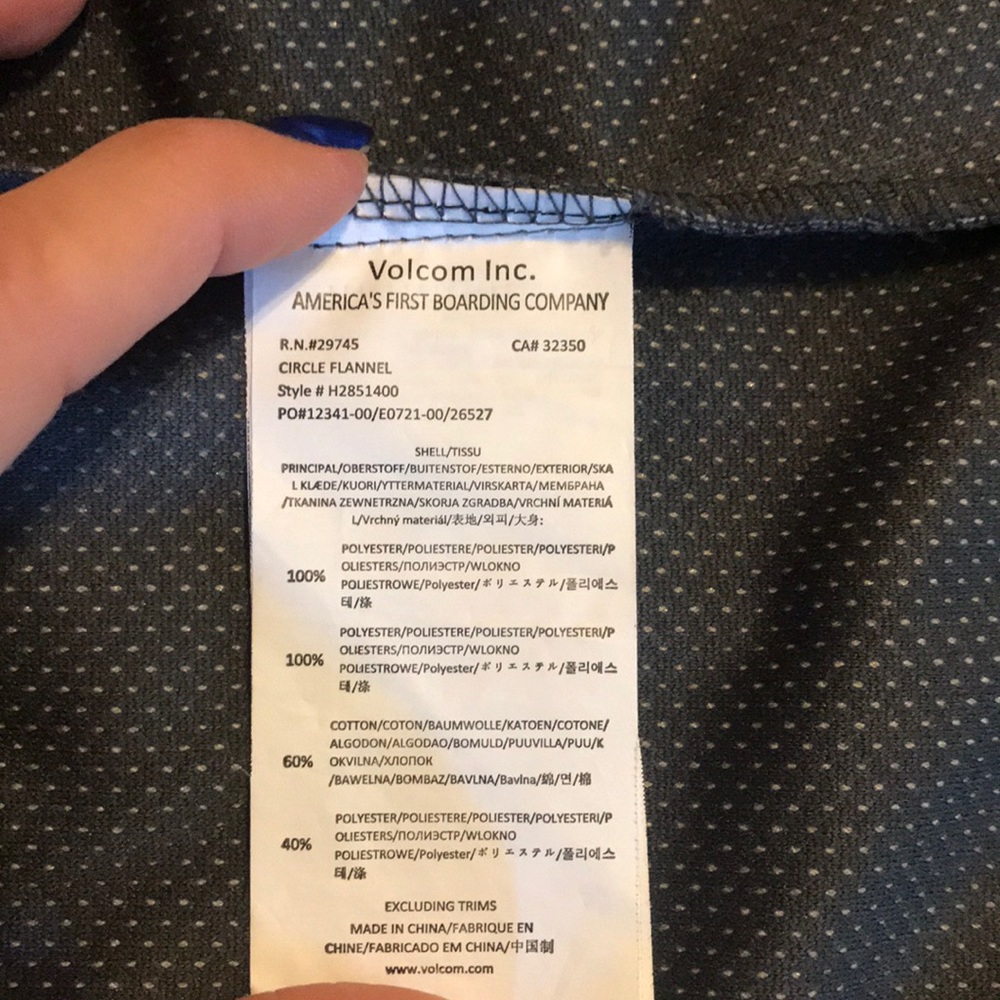 Volcom Inc.
AMERICA'S FIRST BOARDING COMPANY
R.N.#29745 CA# 32350
CIRCLE FLANNEL
Style # H2851400
PO#12341-00/E0721-00/26527
SHELL/TISSU
PRINCIPAL/OBERSTOFF/BUITENSTOF/ESTERNO/EXTERIOR/SKA
L KLÆDE/KUORI/YTTERMATERIAL/VIRSKARTA/МЕМБРАНА
/TKANINA ZEWNETRZNA/SKORJA ZGRADBA/VRCHNÍ MATERIÁ
L/Vrchný materiál/表地/외피/大身:
100% POLYESTER/POLIESTERE/POLIESTER/POLYESTERI/P
OLIESTERS/ПОЛИЭСТР/WLOKNO
POLIESTROWE/Polyester/ポリエステル/폴리에스
테/涤
100% POLYESTER/POLIESTERE/POLIESTER/POLYESTERI/P
OLIESTERS/ПОЛИЭСТР/WLOKNO
POLIESTROWE/Polyester/ポリエステル/폴리에스
테/涤
60% COTTON/COTON/BAUMWOLLE/KATOEN/COTONE/
ALGODON/ALGODAO/BOMULD/PUUVILLA/PUU/K
OKVILNA/ХЛОПОК
/BAWELNA/BOMBAZ/BAVLNA/Bavlna/綿/면/棉
40% POLYESTER/POLIESTERE/POLIESTER/POLYESTERI/P
OLIESTERS/ПОЛИЭСТР/WLOKNO
POLIESTROWE/Polyester/ポリエステル/폴리에스
테/涤
EXCLUDING TRIMS
MADE IN CHINA/FABRIQUE EN
CHINE/FABRICADO EM CHINA/中国制
www.volcom.com